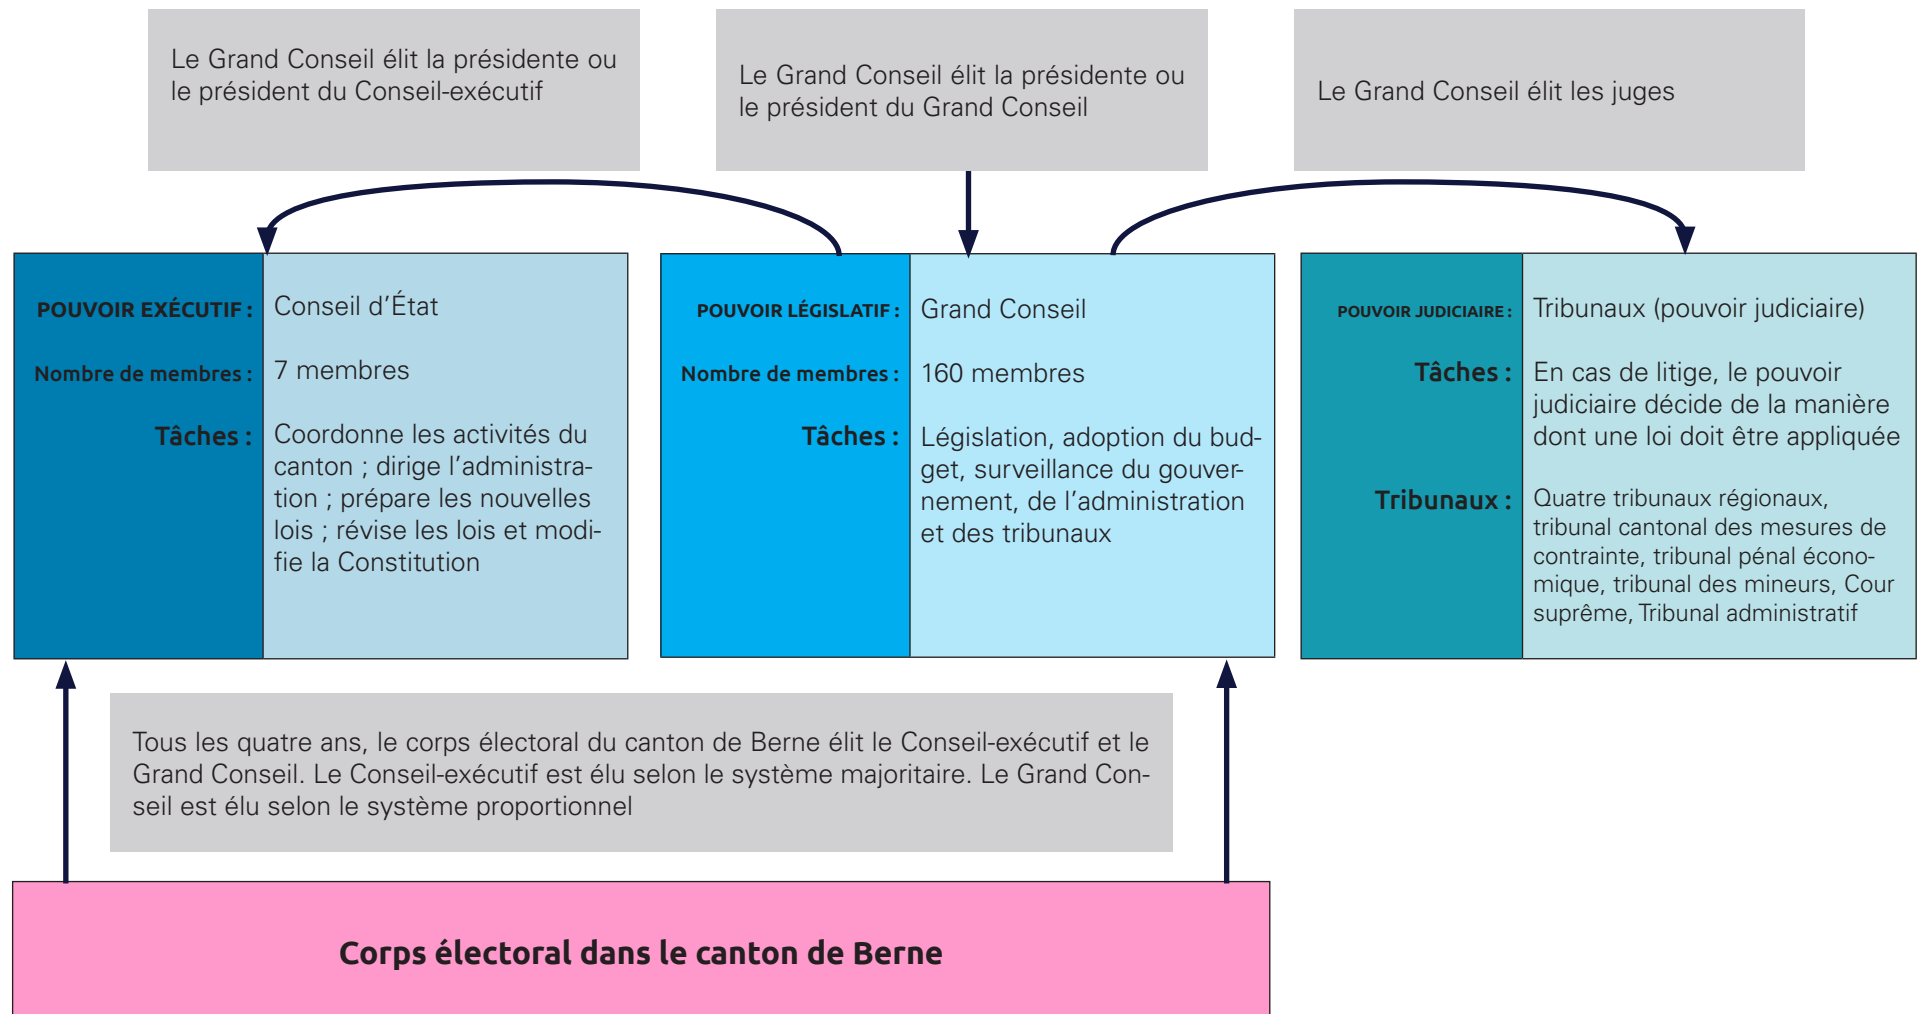 Le Grand Conseil élit la présidente ou
le président du Conseil-exécutif
Le Grand Conseil élit la présidente ou
le président du Grand Conseil
Le Grand Conseil élit les juges
POUVOIR EXÉCUTIF : Conseil d’État
Nombre de membres : 7 membres
Tâches : Coordonne les activités du
canton ; dirige l’administra-
tion ; prépare les nouvelles
lois ; révise les lois et modi-
fie la Constitution
POUVOIR LÉGISLATIF : Grand Conseil
Nombre de membres : 160 membres
Tâches : Législation, adoption du bud-
get, surveillance du gouver-
nement, de l’administration
et des tribunaux
POUVOIR JUDICIAIRE : Tribunaux (pouvoir judiciaire)
Tâches : En cas de litige, le pouvoir
judiciaire décide de la manière
dont une loi doit être appliquée
Tribunaux : Quatre tribunaux régionaux,
tribunal cantonal des mesures de
contrainte, tribunal pénal écono-
mique, tribunal des mineurs, Cour
suprême, Tribunal administratif
Tous les quatre ans, le corps électoral du canton de Berne élit le Conseil-exécutif et le
Grand Conseil. Le Conseil-exécutif est élu selon le système majoritaire. Le Grand Con-
seil est élu selon le système proportionnel
Corps électoral dans le canton de Berne